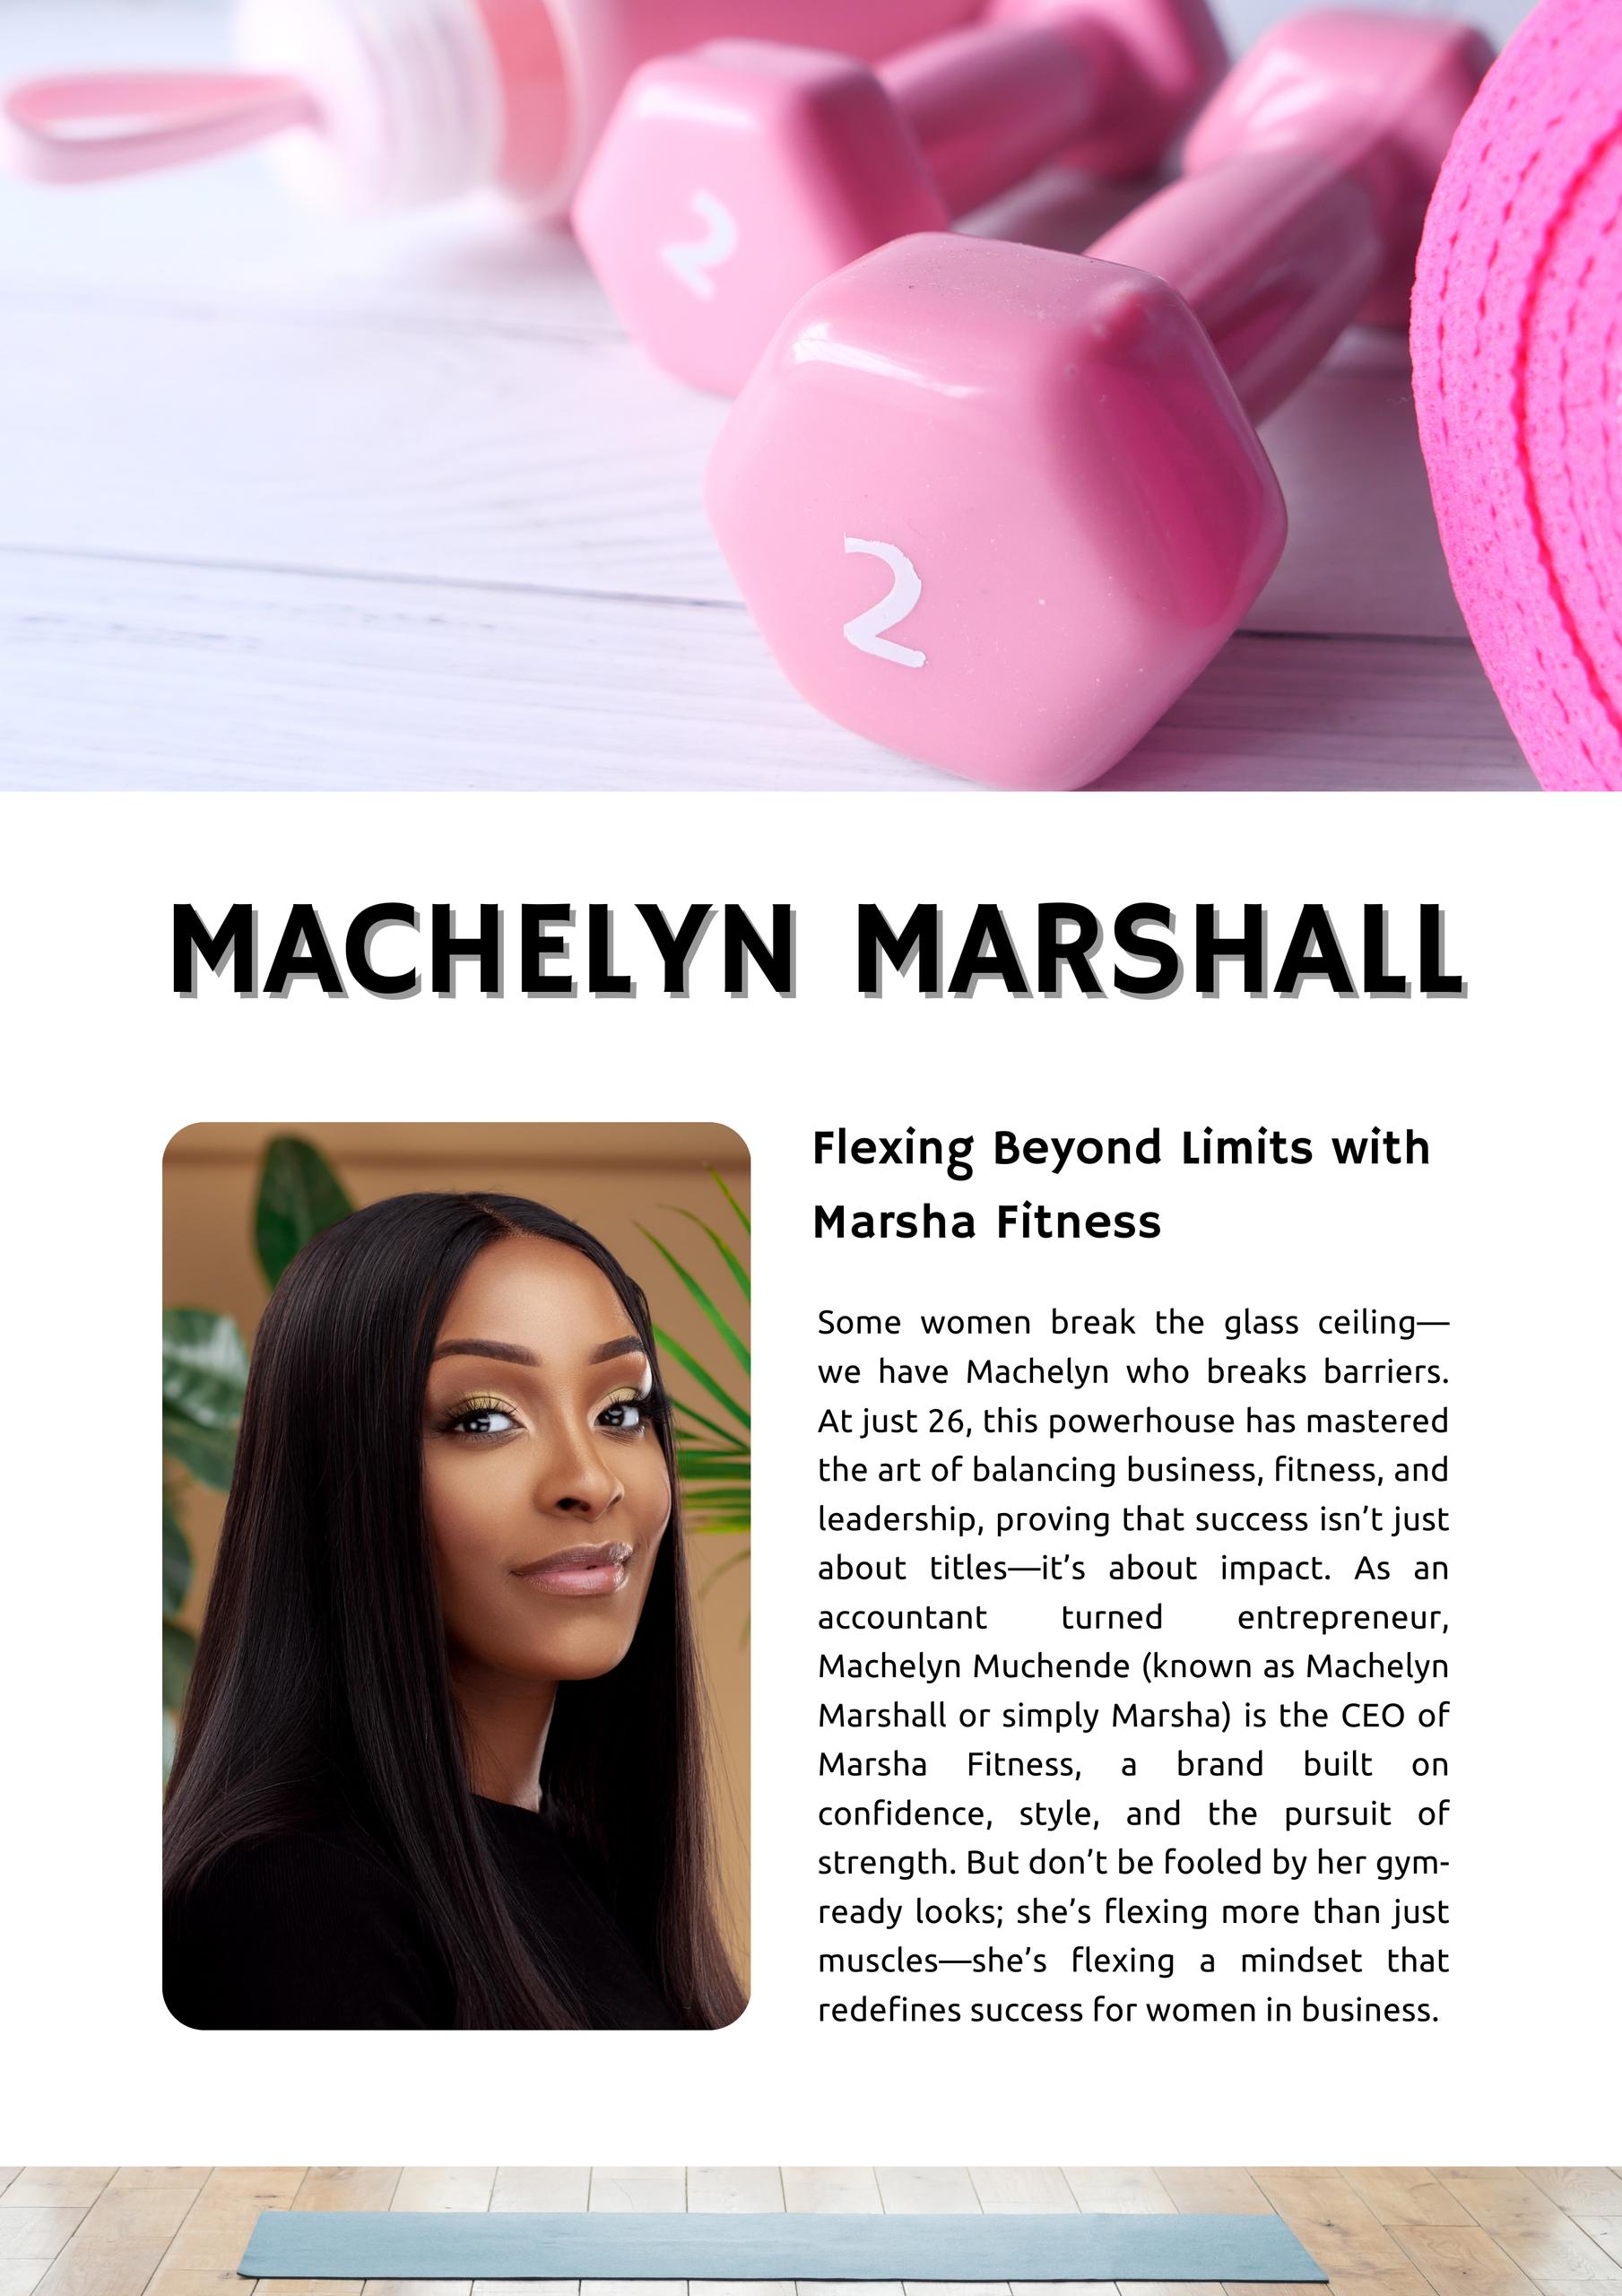 2
2
MACHELYN MARSHALL
Flexing Beyond Limits with
Marsha Fitness
Some women break the glass ceiling—
we have Machelyn who breaks barriers.
At just 26, this powerhouse has mastered
the art of balancing business, fitness, and
leadership, proving that success isn’t just
about titles—it’s about impact. As an
accountant turned entrepreneur,
Machelyn Muchende (known as Machelyn
Marshall or simply Marsha) is the CEO of
Marsha Fitness, a brand built on
confidence, style, and the pursuit of
strength. But don’t be fooled by her gym-
ready looks; she’s flexing more than just
muscles—she’s flexing a mindset that
redefines success for women in business.